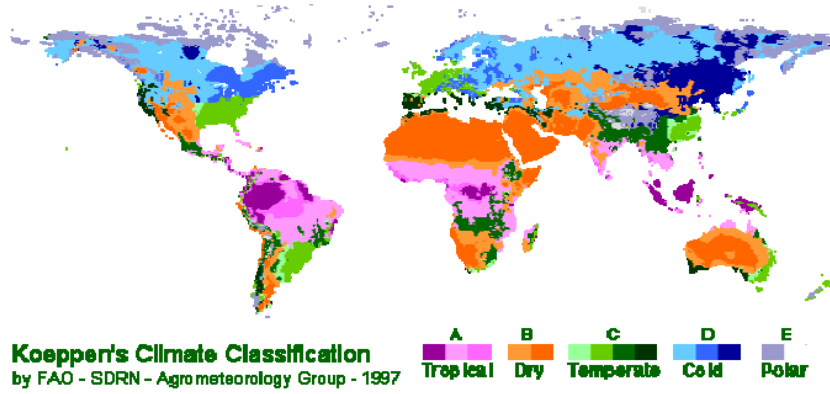 Koeppen's Climate Classification
by FAO - SDRN - Agrometeorology Group - 1997
A B C D E
Tropical Dry Temperate Cold Polar